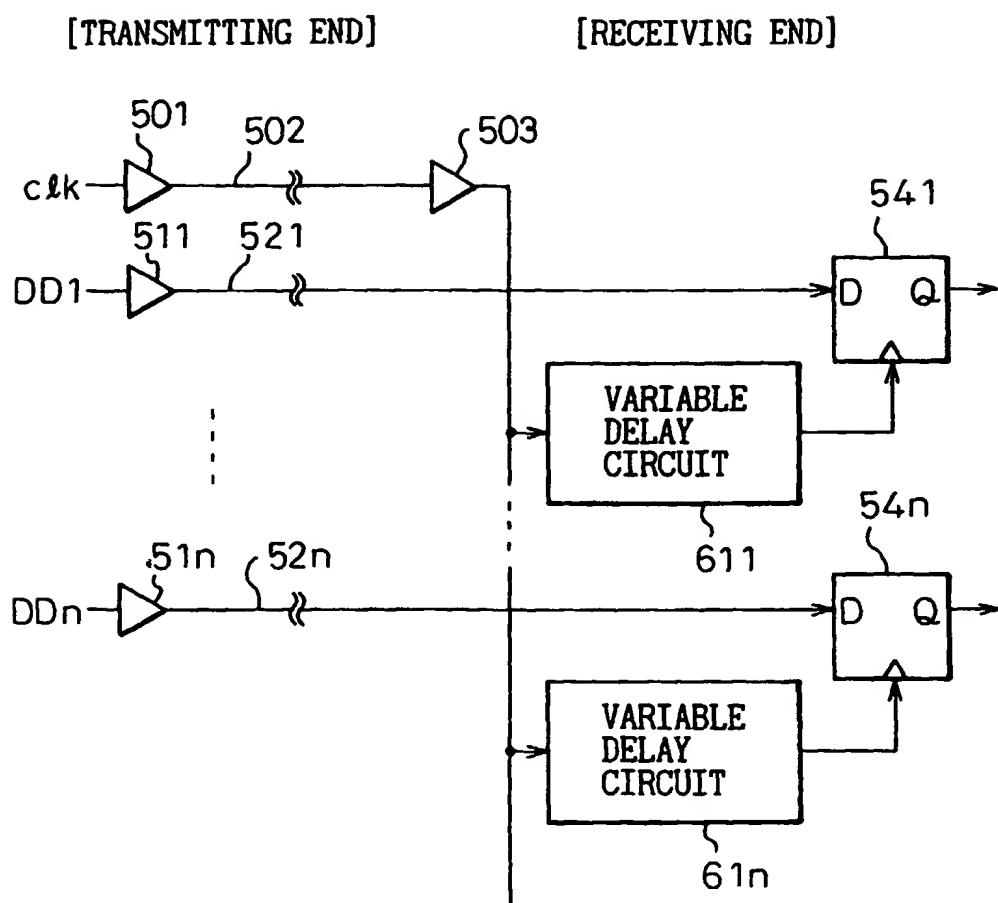 [TRANSMITTING END]
[RECEIVING END]
501
502
503
clk
541
511
521
DD1
D Q
VARIABLE
DELAY
CIRCUIT
611
54n
51n
52n
DDn
D Q
VARIABLE
DELAY
CIRCUIT
61n